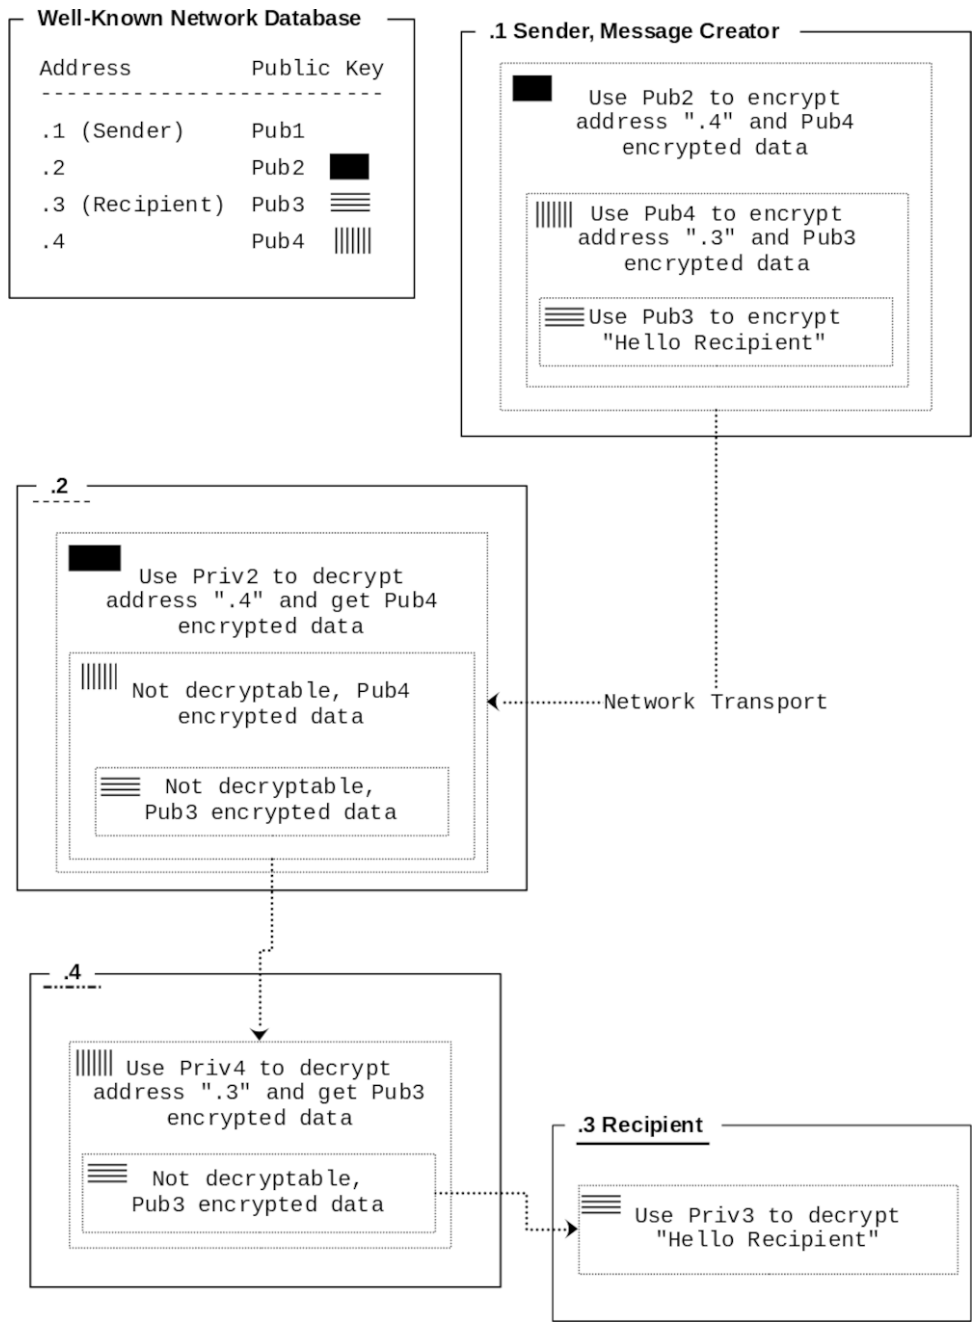 Well-Known Network Database
Address Public Key
.1 (Sender) Pub1
.2 Pub2
.3 (Recipient) Pub3
.4 Pub4
.1 Sender, Message Creator
Use Pub2 to encrypt
address ".4" and Pub4
encrypted data
Use Pub4 to encrypt
address ".3" and Pub3
encrypted data
Use Pub3 to encrypt
"Hello Recipient"
Network Transport
.2
Use Priv2 to decrypt
address ".4" and get Pub4
encrypted data
Not decryptable, Pub4
encrypted data
Not decryptable,
Pub3 encrypted data
.4
Use Priv4 to decrypt
address ".3" and get Pub3
encrypted data
Not decryptable,
Pub3 encrypted data
.3 Recipient
Use Priv3 to decrypt
"Hello Recipient"